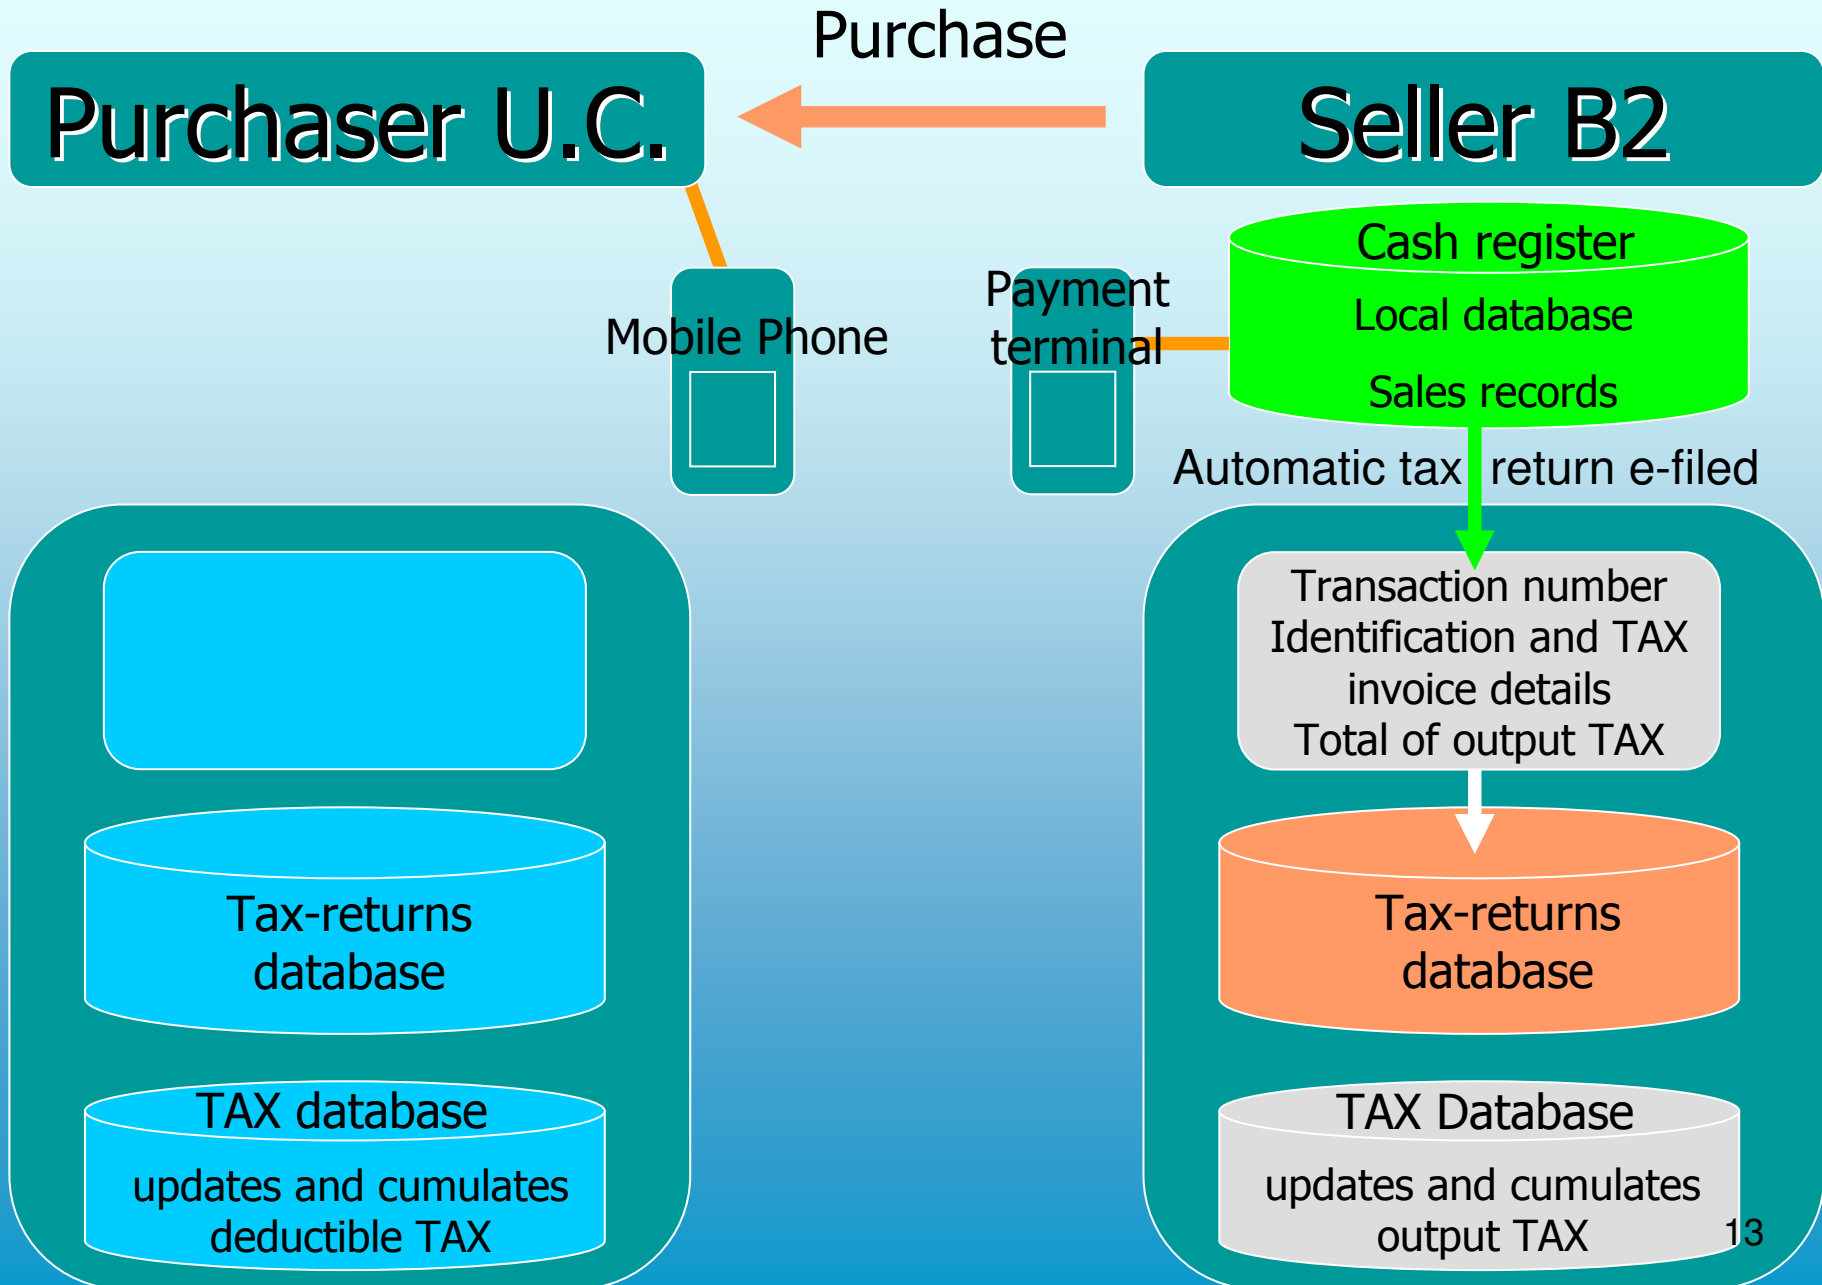 Purchase
Purchaser U.C.
Seller B2
Mobile Phone
Payment
terminal
Cash register
Local database
Sales records
Automatic tax return e-filed
Transaction number
Identification and TAX
invoice details
Total of output TAX
Tax-returns
database
TAX database
updates and cumulates
deductible TAX
Tax-returns
database
TAX Database
updates and cumulates
output TAX
13